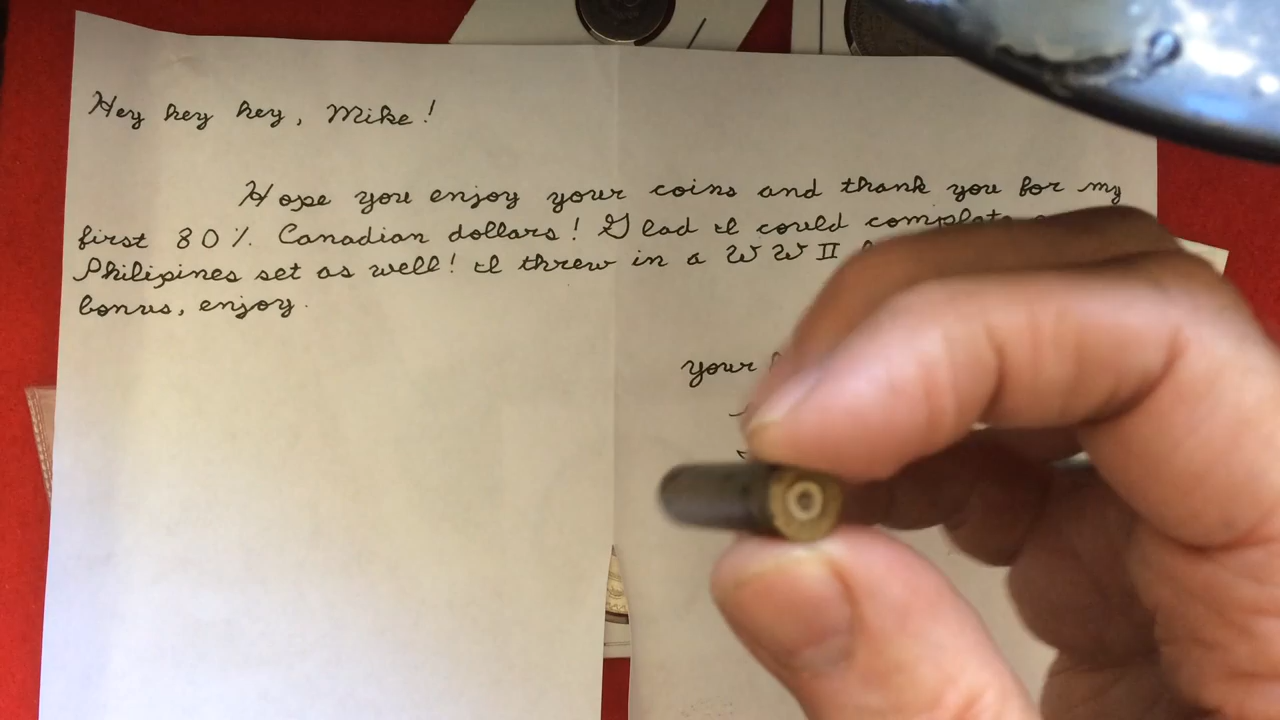 Hey hey hey, Mike!
Hope you enjoy your coins and thank you for my
first 80%. Canadian dollars! Glad I could complete
Philipines set as well! I threw in a WWII
bonus, enjoy.
your